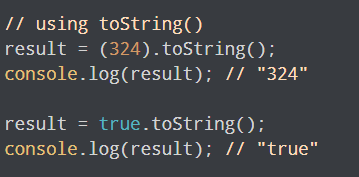 // using toString()
result = (324).toString();
console.log(result); // "324"

result = true.toString();
console.log(result); // "true"